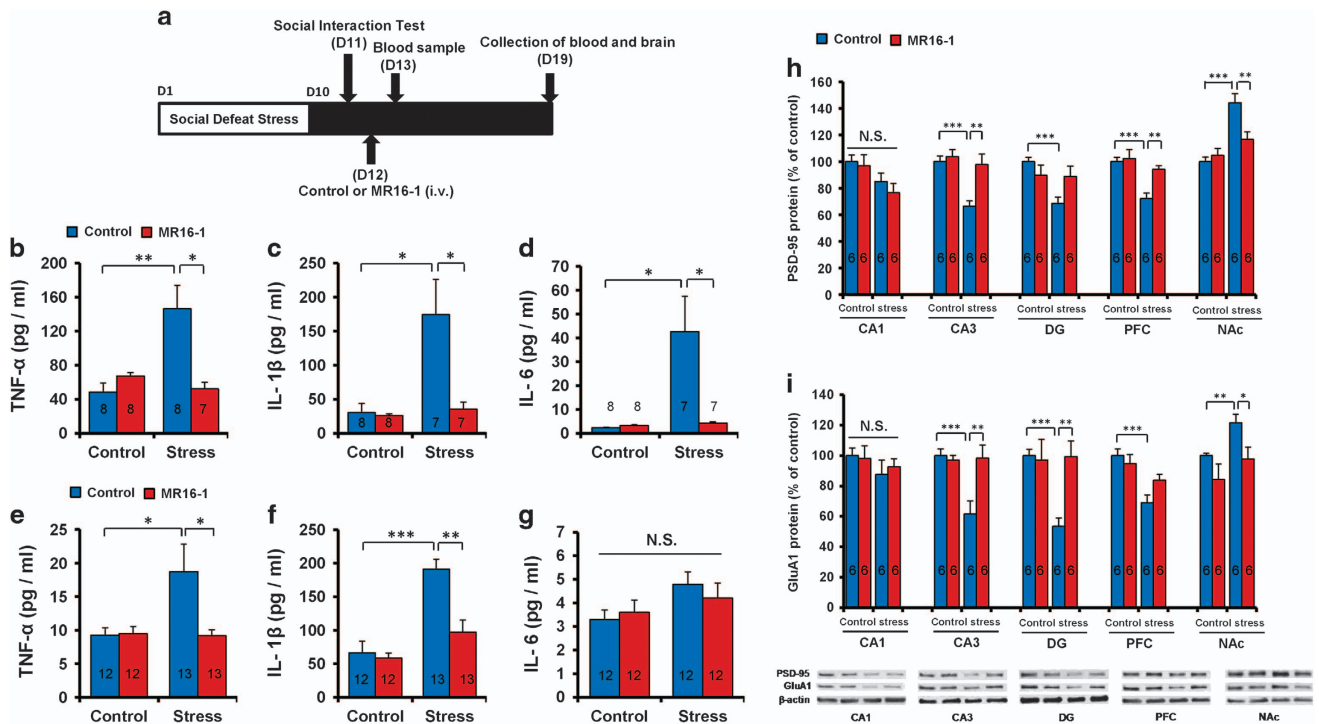 a
Social Interaction Test
(D11)
Blood sample
(D13)
Collection of blood and brain
(D19)
D1
D10
Social Defeat Stress
(D12)
Control or MR16-1 (i.v.)
b
Control MR16-1
TNF-α (pg / ml)
200
160
120
80
40
0
** *
8 8 8 7
Control Stress
c
IL- 1β (pg / ml)
250
200
150
100
50
0
* *
8 8 7 7
Control Stress
d
IL- 6 (pg / ml)
70
60
50
40
30
20
10
0
* *
8 8 7 7
Control Stress
e
Control MR16-1
TNF-α (pg / ml)
25
20
15
10
5
0
* *
12 12 13 13
Control Stress
f
IL- 1β (pg / ml)
250
200
150
100
50
0
*** **
12 12 13 13
Control Stress
g
IL- 6 (pg / ml)
7
6
5
4
3
2
1
0
N.S.
12 12 12 12
Control Stress
Control MR16-1
h
PSD-95 protein (% of control)
160
140
120
100
80
60
40
20
0
N.S. *** ** *** *** ** *** **
6 6 6 6 6 6 6 6 6 6 6 6 6 6 6 6 6 6 6 6
Control stress Control stress Control stress Control stress Control stress
CA1 CA3 DG PFC NAc
i
GluA1 protein (% of control)
140
120
100
80
60
40
20
0
N.S. *** ** *** ** *** ** *
6 6 6 6 6 6 6 6 6 6 6 6 6 6 6 6 6 6 6 6
Control stress Control stress Control stress Control stress Control stress
CA1 CA3 DG PFC NAc
PSD-95
GluA1
β-actin
CA1 CA3 DG PFC NAc